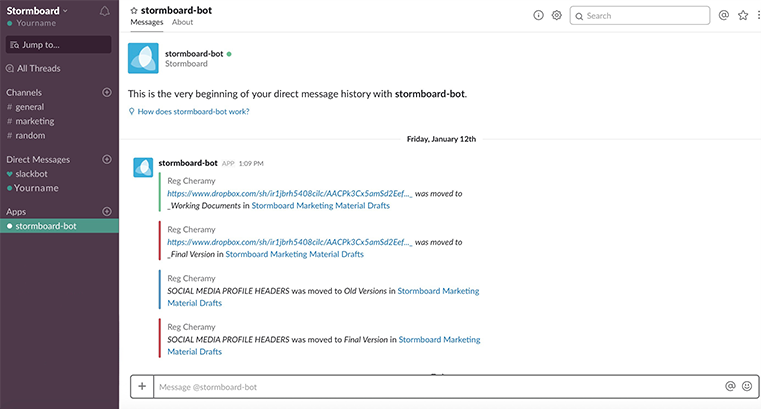 Stormboard
Yourname
Jump to...
All Threads
Channels
# general
# marketing
# random
Direct Messages
slackbot
Yourname
Apps
stormboard-bot
stormboard-bot
Messages About
Search
stormboard-bot
Stormboard
This is the very beginning of your direct message history with stormboard-bot.
How does stormboard-bot work?
Friday, January 12th
stormboard-bot APP 1:09 PM
Reg Cheramy
https://www.dropbox.com/sh/ir1jbrh5408cilc/AACPk3Cx5amSd2Eef..._ was moved to
_Working Documents in Stormboard Marketing Material Drafts
Reg Cheramy
https://www.dropbox.com/sh/ir1jbrh5408cilc/AACPk3Cx5amSd2Eef..._ was moved to
_Final Version in Stormboard Marketing Material Drafts
Reg Cheramy
SOCIAL MEDIA PROFILE HEADERS was moved to Old Versions in Stormboard Marketing
Material Drafts
Reg Cheramy
SOCIAL MEDIA PROFILE HEADERS was moved to Final Version in Stormboard Marketing
Material Drafts
Message @stormboard-bot